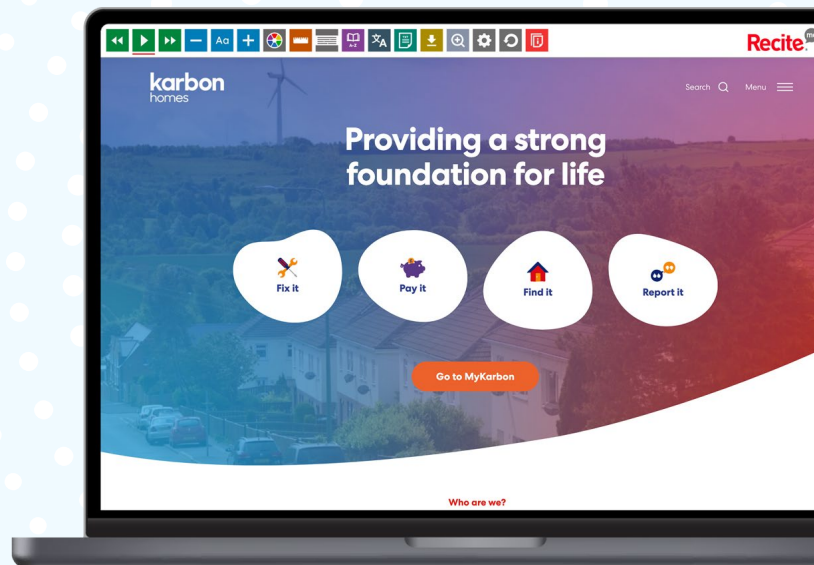 Aa
A-Z
Recite
me
karbon
homes
Search
Menu
Providing a strong
foundation for life
Fix it
Pay it
Find it
Report it
Go to MyKarbon
Who are we?